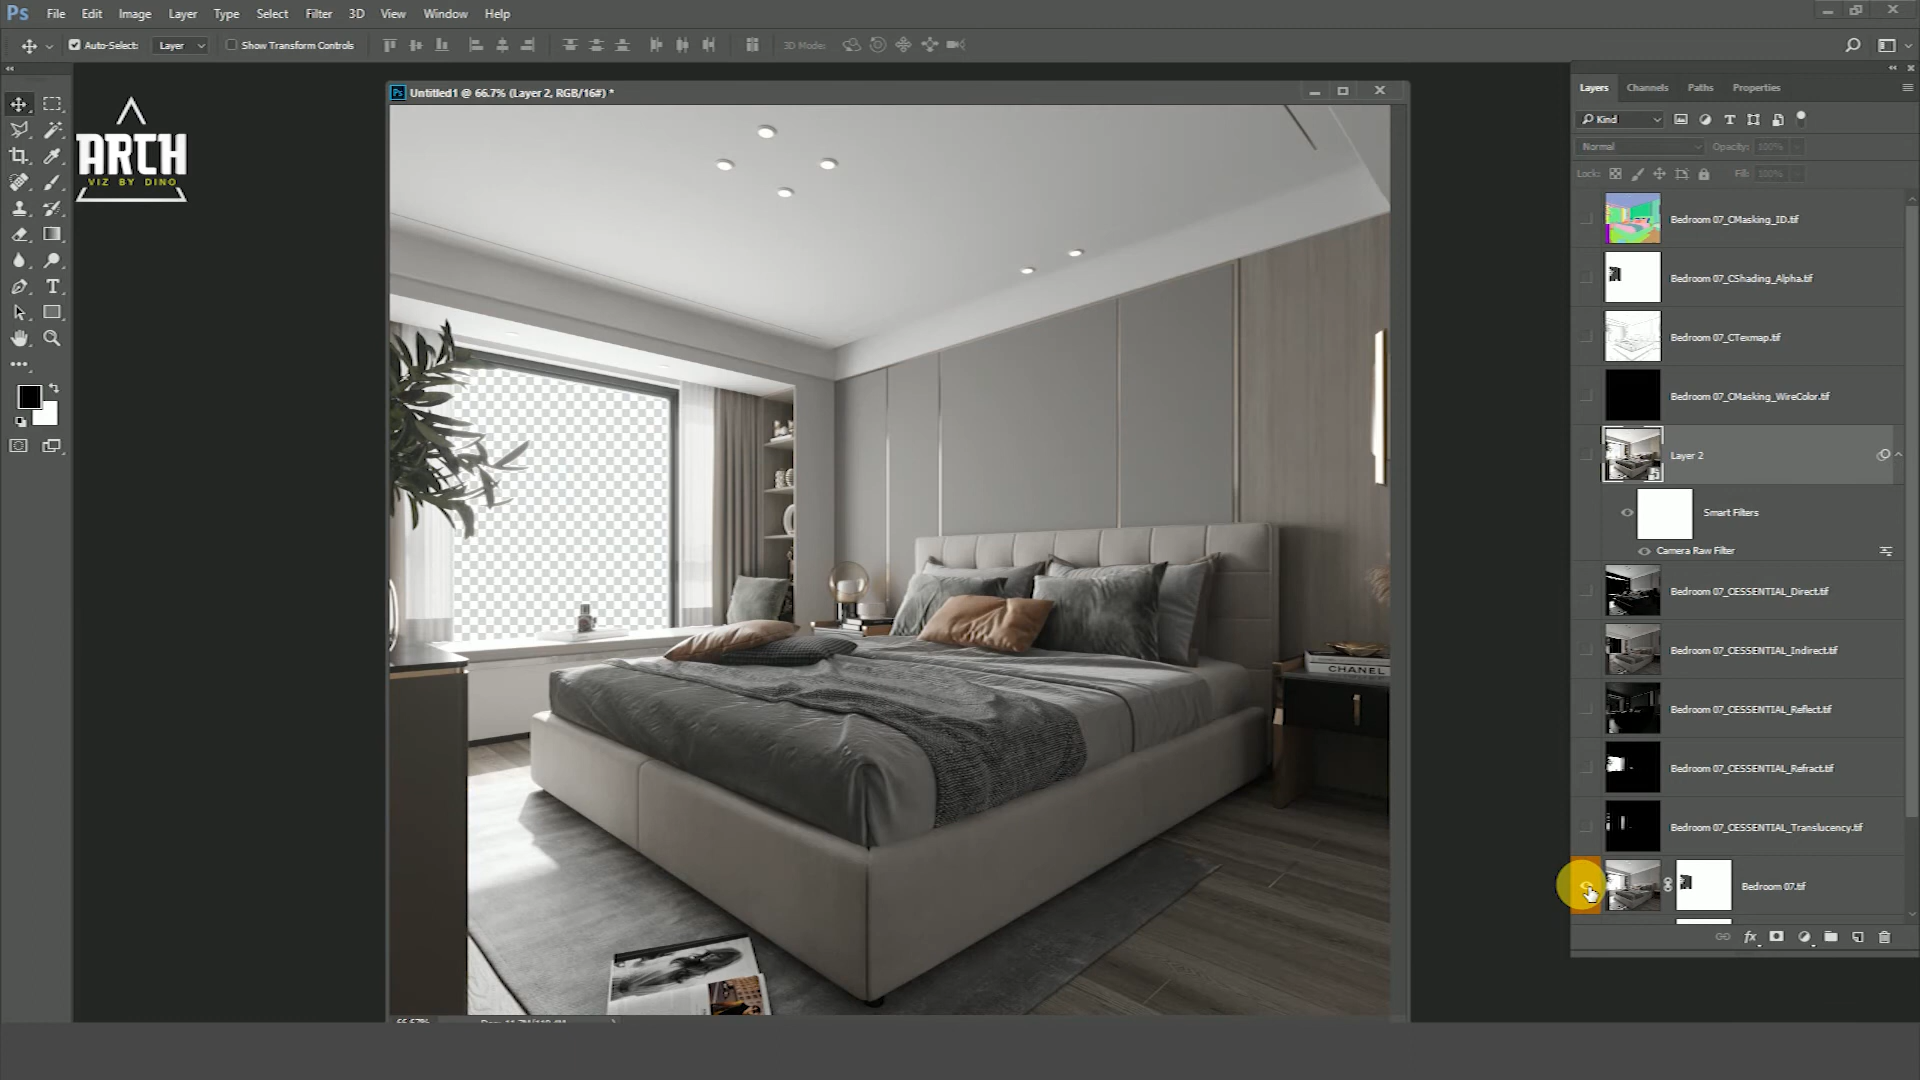 Ps File Edit Image Layer Type Select Filter 3D View Window Help
Auto-Select: Layer Show Transform Controls 3D Mode:
Ps Untitled1 @ 66.7% (Layer 2, RGB/16#) *
ARCH
VIZ BY DINO
CHANEL
Layers Channels Paths Properties
Kind
Normal Opacity: 100%
Lock: Fill: 100%
Bedroom 07_CMasking_ID.tif
Bedroom 07_CShading_Alpha.tif
Bedroom 07_CTexmap.tif
Bedroom 07_CMasking_WireColor.tif
Layer 2
Smart Filters
Camera Raw Filter
Bedroom 07_CESSENTIAL_Direct.tif
Bedroom 07_CESSENTIAL_Indirect.tif
Bedroom 07_CESSENTIAL_Reflect.tif
Bedroom 07_CESSENTIAL_Refract.tif
Bedroom 07_CESSENTIAL_Translucency.tif
Bedroom 07.tif
fx